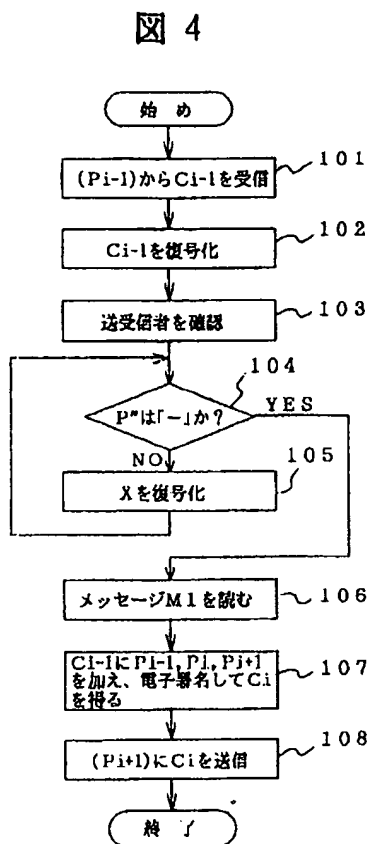 図 4
始 め
(Pi-1)からCi-1を受信
101
Ci-1を復号化
102
送受信者を確認
103
P"は「－」か?
104
YES
NO
Xを復号化
105
メッセージM1を読む
106
Ci-1にPi-1, Pi, Pi+1
を加え、電子署名してCi
を得る
107
(Pi+1)にCiを送信
108
終 了